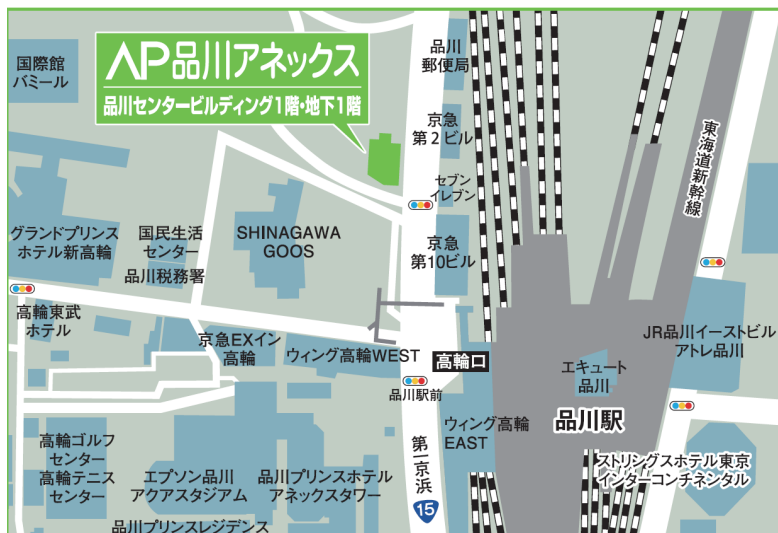 国際館
バミール
AP品川アネックス
品川センタービルディング1階・地下1階
品川
郵便局
京急
第2ビル
セブン
イレブン
京急
第10ビル
東海道新幹線
グランドプリンス
ホテル新高輪
国民生活
センター
品川税務署
SHINAGAWA
GOOS
高輪東武
ホテル
京急EXイン
高輪
ウィング高輪WEST
高輪口
品川駅前
エキュート
品川
JR品川イーストビル
アトレ品川
ウィング高輪
EAST
品川駅
第一京浜
15
ストリングスホテル東京
インターコンチネンタル
高輪ゴルフ
センター
高輪テニス
センター
エプソン品川
アクアスタジアム
品川プリンスホテル
アネックスタワー
品川プリンスレジデンス